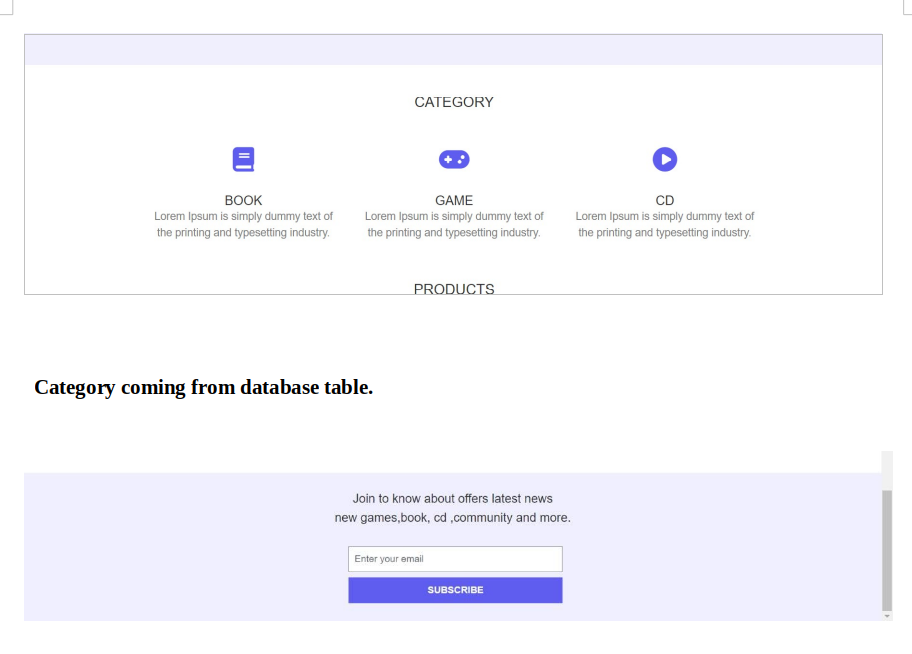 CATEGORY
BOOK
Lorem Ipsum is simply dummy text of
the printing and typesetting industry.
GAME
Lorem Ipsum is simply dummy text of
the printing and typesetting industry.
CD
Lorem Ipsum is simply dummy text of
the printing and typesetting industry.
PRODUCTS
Category coming from database table.
Join to know about offers latest news
new games,book, cd ,community and more.
Enter your email
SUBSCRIBE